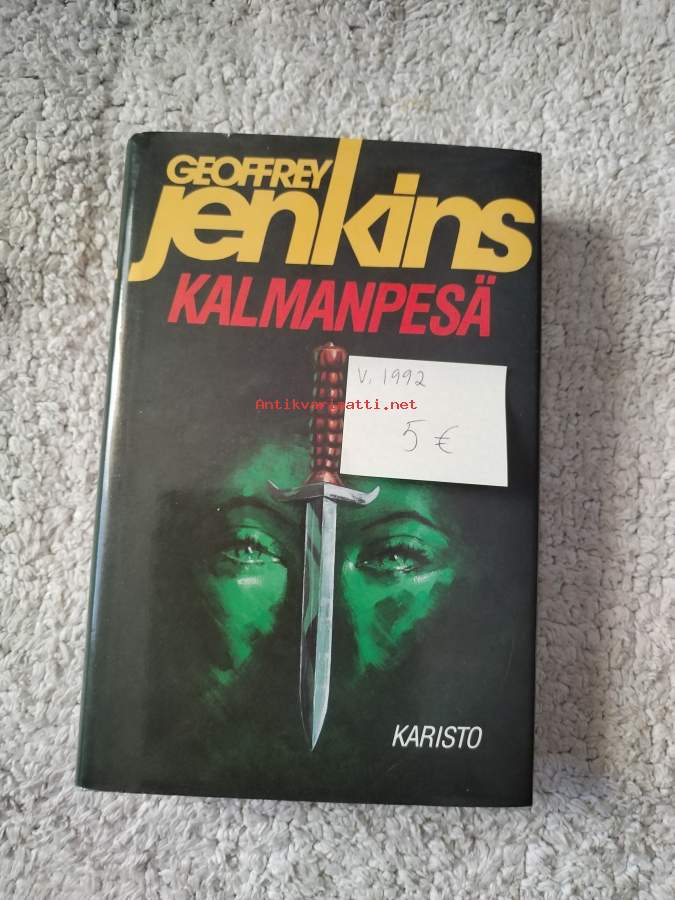 GEOFFREY
jenkins
KALMANPESÄ
V. 1992
Antikvariaatti.net
5 €
KARISTO